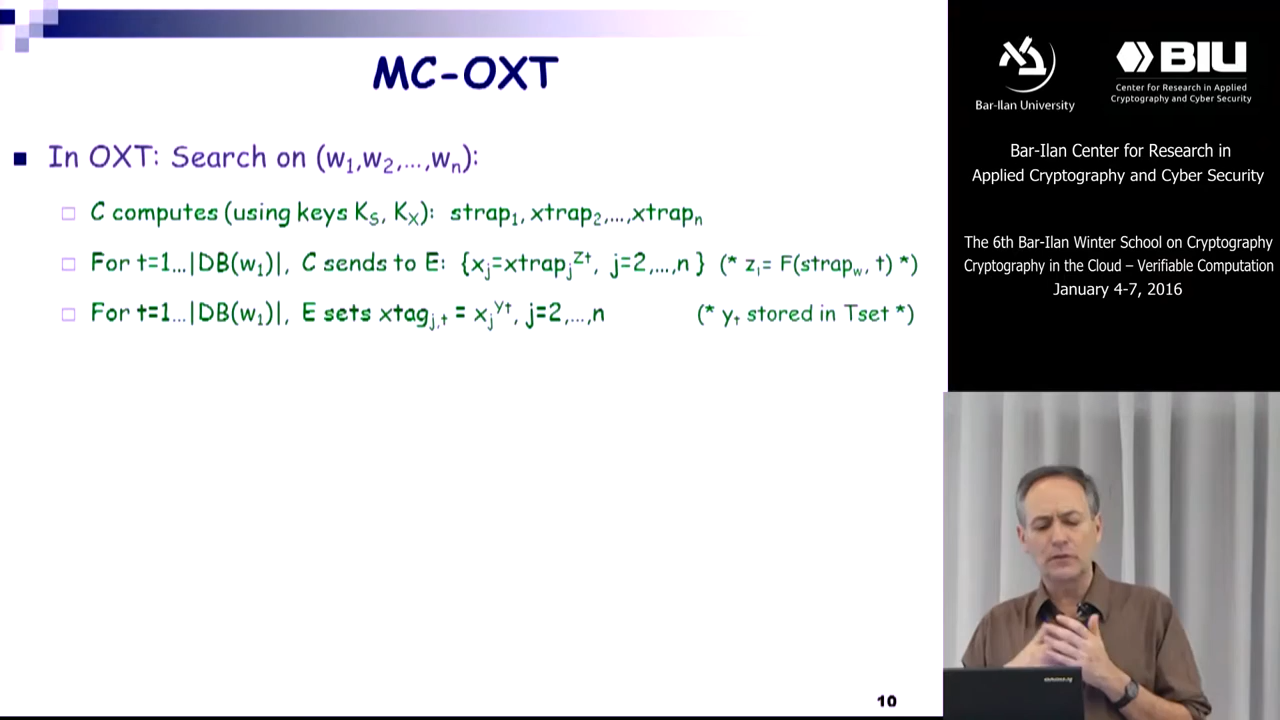 MC-OXT
In OXT: Search on (w1,w2,...,wn):
C computes (using keys KS, KX): strap1, xtrap2,...,xtrapn
For t=1...|DB(w1)|, C sends to E: {xj=xtrapj^zt, j=2,...,n } (* z1= F(strapw, t) *)
For t=1...|DB(w1)|, E sets xtagj,t = xj^yt, j=2,...,n (* yt stored in Tset *)
10
Bar-Ilan University
BIU
Center for Research in Applied
Cryptography and Cyber Security
Bar-Ilan Center for Research in
Applied Cryptography and Cyber Security
The 6th Bar-Ilan Winter School on Cryptography
Cryptography in the Cloud – Verifiable Computation
January 4-7, 2016